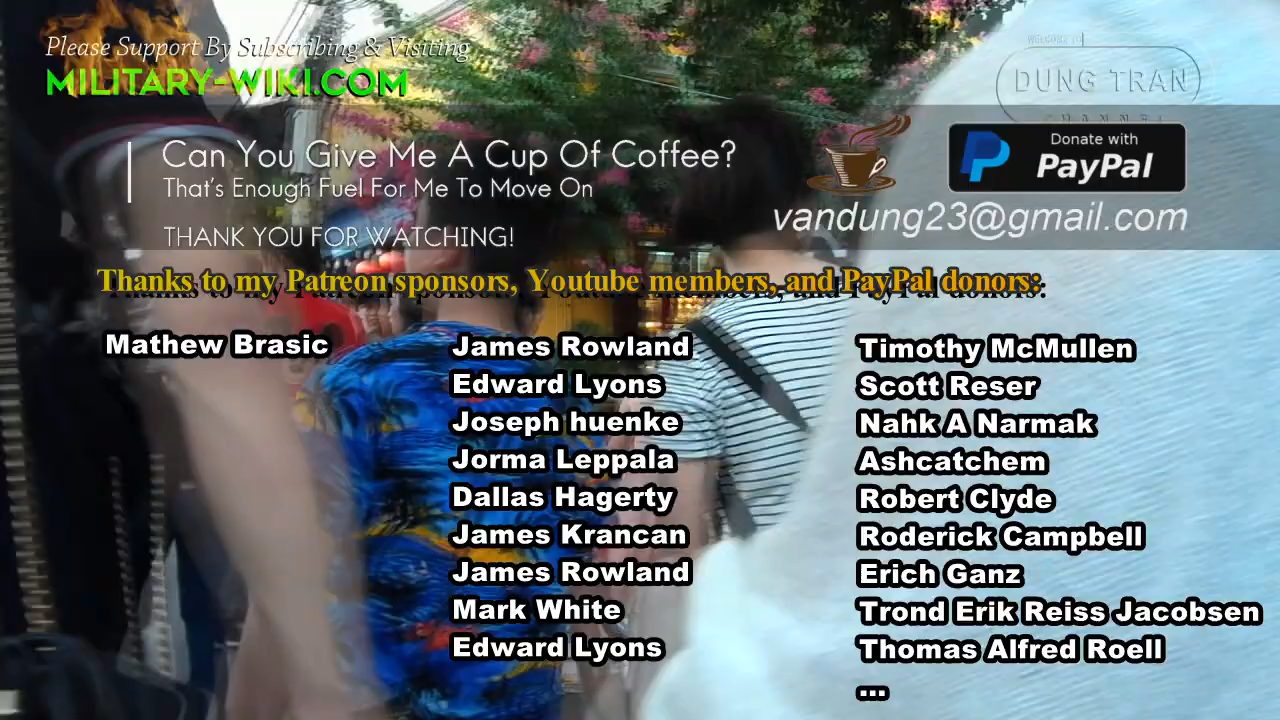 Please Support By Subscribing & Visiting
MILITARY-WIKI.COM
WELCOME TO
DUNG TRAN
CHANNEL
Can You Give Me A Cup Of Coffee?
That's Enough Fuel For Me To Move On
THANK YOU FOR WATCHING!
Donate with
PayPal
vandung23@gmail.com
Thanks to my Patreon sponsors, Youtube members, and PayPal donors:
Mathew Brasic
James Rowland
Edward Lyons
Joseph huenke
Jorma Leppala
Dallas Hagerty
James Krancan
James Rowland
Mark White
Edward Lyons
Timothy McMullen
Scott Reser
Nahk A Narmak
Ashcatchem
Robert Clyde
Roderick Campbell
Erich Ganz
Trond Erik Reiss Jacobsen
Thomas Alfred Roell
...